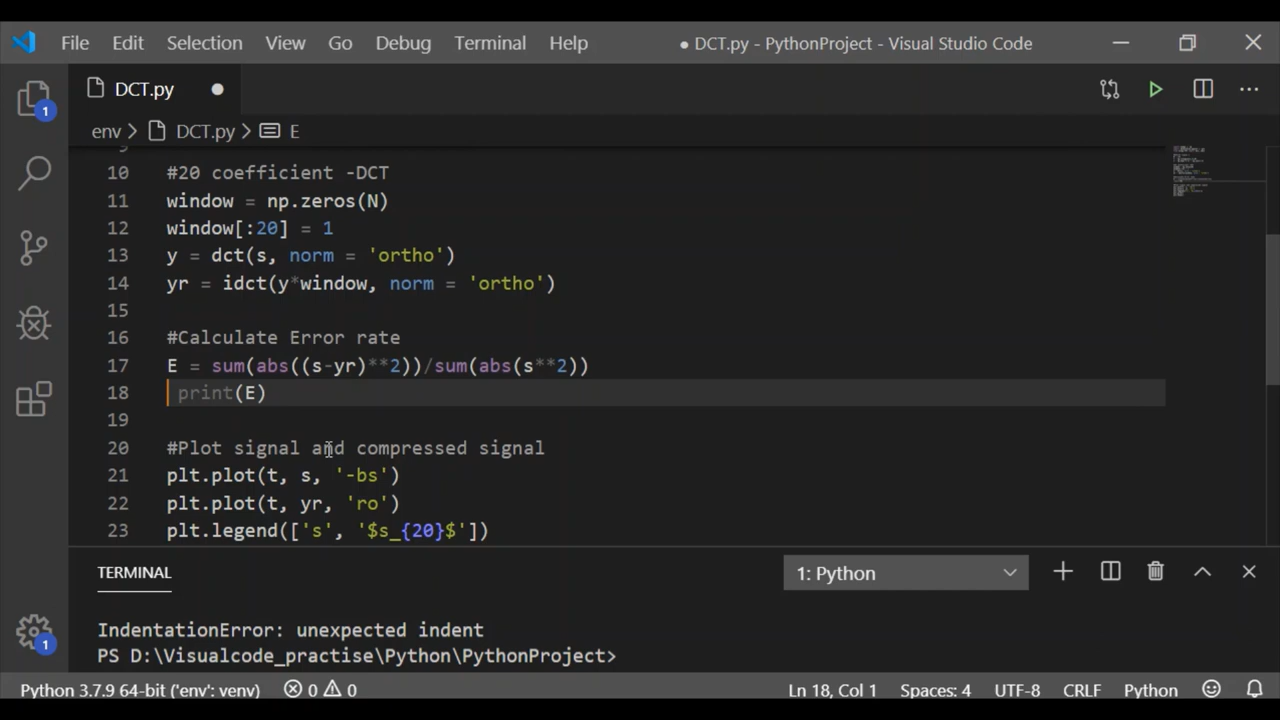 File Edit Selection View Go Debug Terminal Help ● DCT.py - PythonProject - Visual Studio Code
DCT.py
1
env > DCT.py > E
10 #20 coefficient -DCT
11 window = np.zeros(N)
12 window[:20] = 1
13 y = dct(s, norm = 'ortho')
14 yr = idct(y*window, norm = 'ortho')
15
16 #Calculate Error rate
17 E = sum(abs((s-yr)**2))/sum(abs(s**2))
18  print(E)
19
20 #Plot signal and compressed signal
21 plt.plot(t, s, '-bs')
22 plt.plot(t, yr, 'ro')
23 plt.legend(['s', '$s_{20}$'])
TERMINAL 1: Python
IndentationError: unexpected indent
1
PS D:\Visualcode_practise\Python\PythonProject>
Python 3.7.9 64-bit ('env': venv) 0 0 Ln 18, Col 1 Spaces: 4 UTF-8 CRLF Python